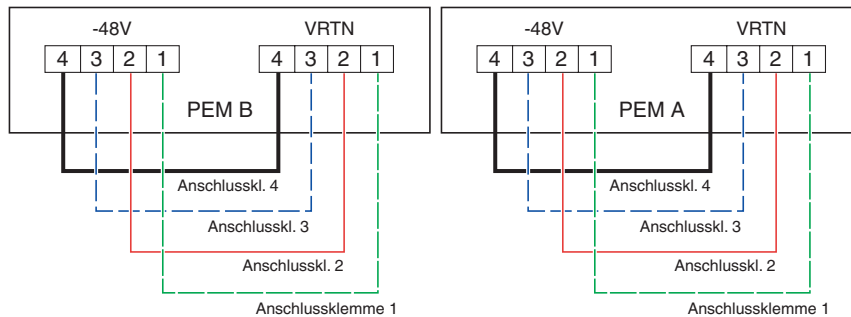 -48V VRTN -48V VRTN
4 3 2 1 4 3 2 1 4 3 2 1 4 3 2 1
PEM B PEM A
Anschlusskl. 4 Anschlusskl. 4
Anschlusskl. 3 Anschlusskl. 3
Anschlusskl. 2 Anschlusskl. 2
Anschlussklemme 1 Anschlussklemme 1